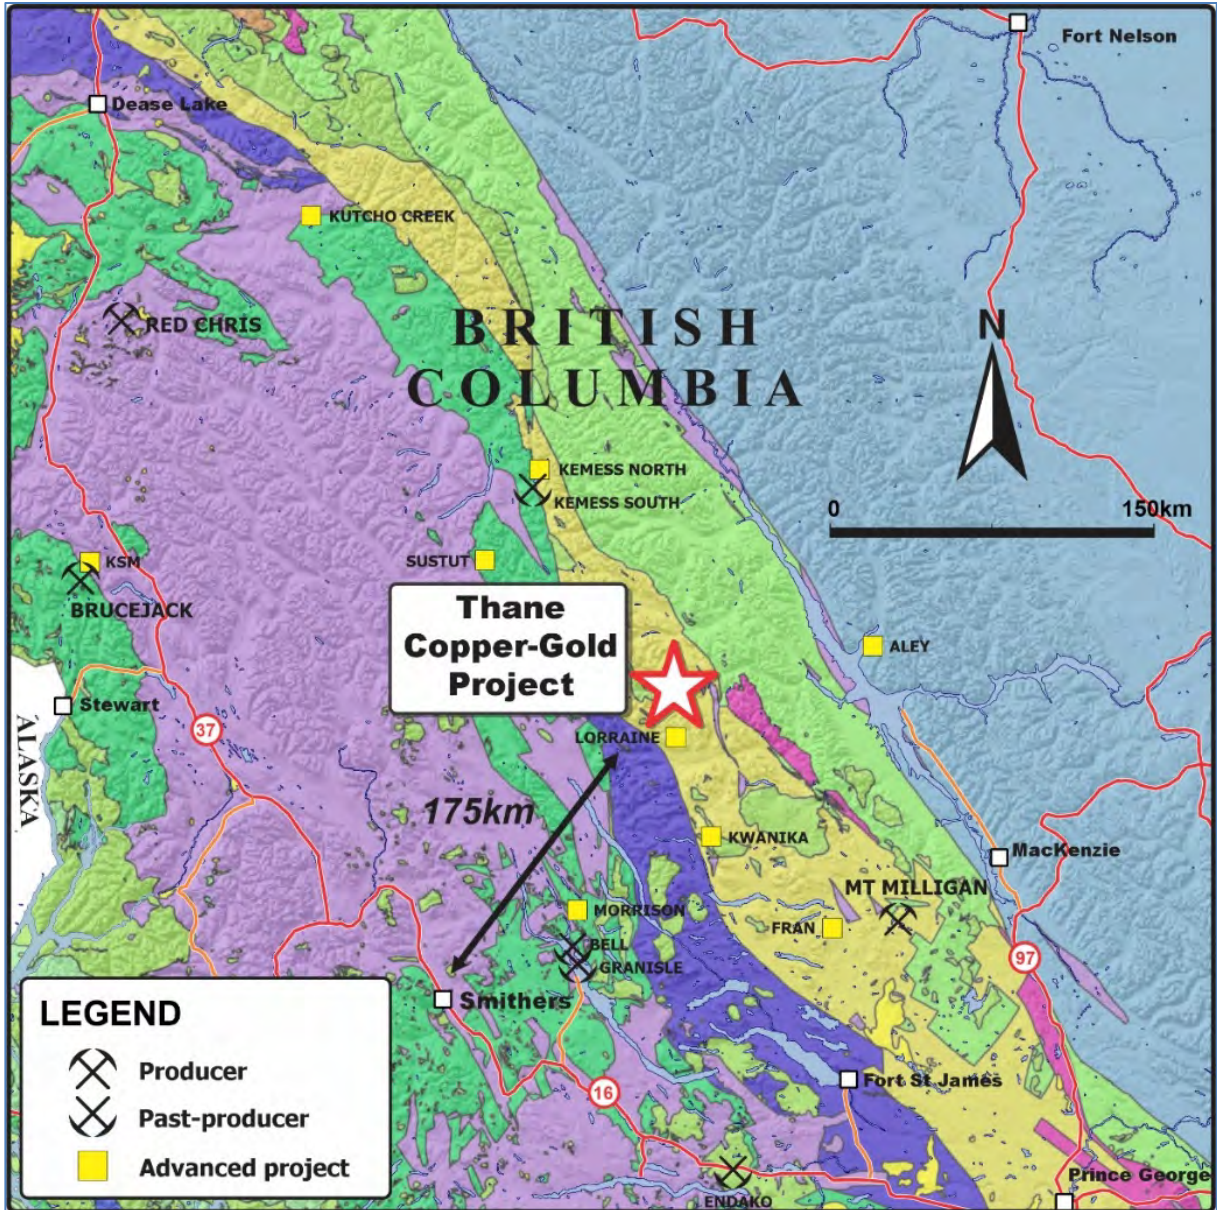 Fort Nelson
Dease Lake
KUTCHO CREEK
RED CHRIS
BRITISH
COLUMBIA
N
KEMESS NORTH
KEMESS SOUTH
0 150km
SUSTUT
KSM
BRUCEJACK
Thane
Copper-Gold
Project
ALEY
Stewart
ALASKA
37
LORRAINE
175km
KWANIKA
MacKenzie
MT MILLIGAN
MORRISON
FRAN
BELL
GRANISLE
97
Smithers
LEGEND
Producer
Past-producer
Advanced project
16
Fort St James
ENDAKO
Prince George